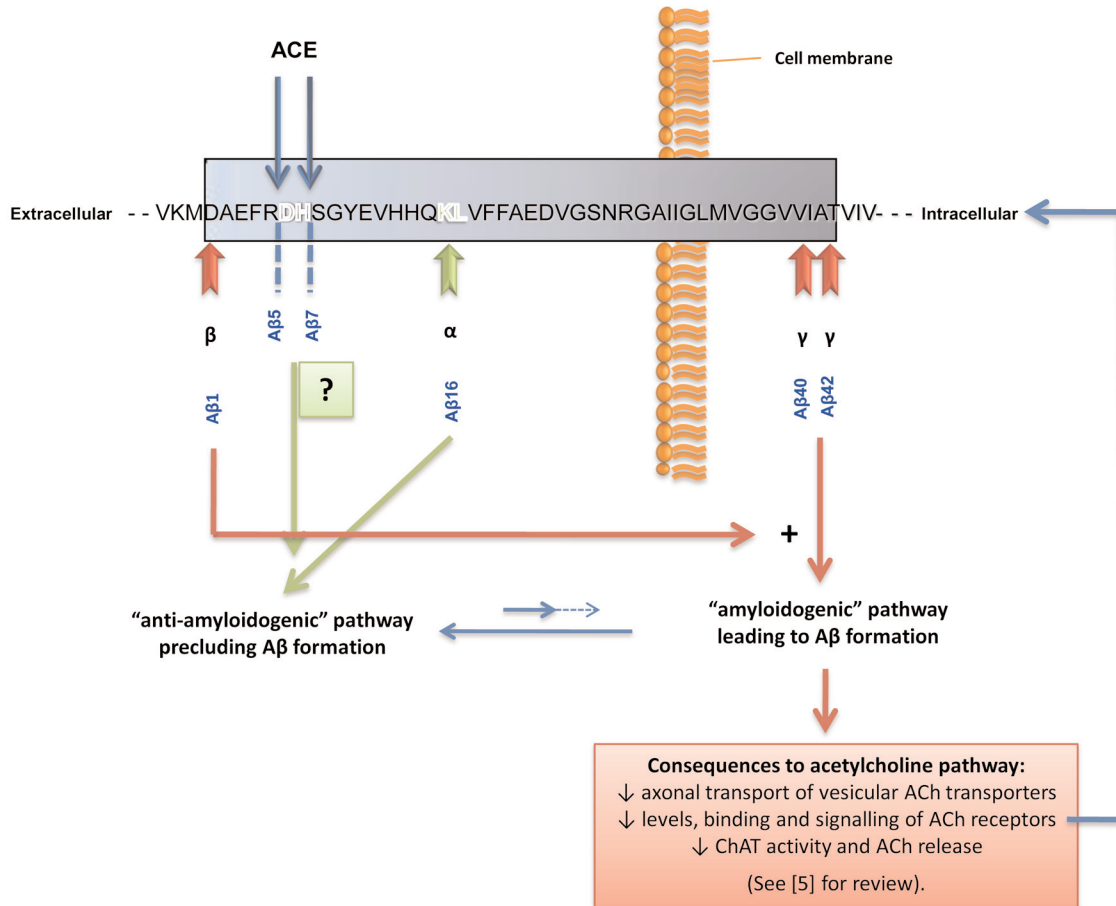 ACE
Cell membrane
Extracellular -- VKMDAEFRDHSGYEVHHQKLVFFAEDVGSNRGAIIGLMVGGVVIATVIV--- Intracellular
β
Aβ5
Aβ7
α
γ γ
?
Aβ1
Aβ16
Aβ40
Aβ42
+
“anti-amyloidogenic” pathway
precluding Aβ formation
“amyloidogenic” pathway
leading to Aβ formation
Consequences to acetylcholine pathway:
↓ axonal transport of vesicular ACh transporters
↓ levels, binding and signalling of ACh receptors
↓ ChAT activity and ACh release
(See [5] for review).